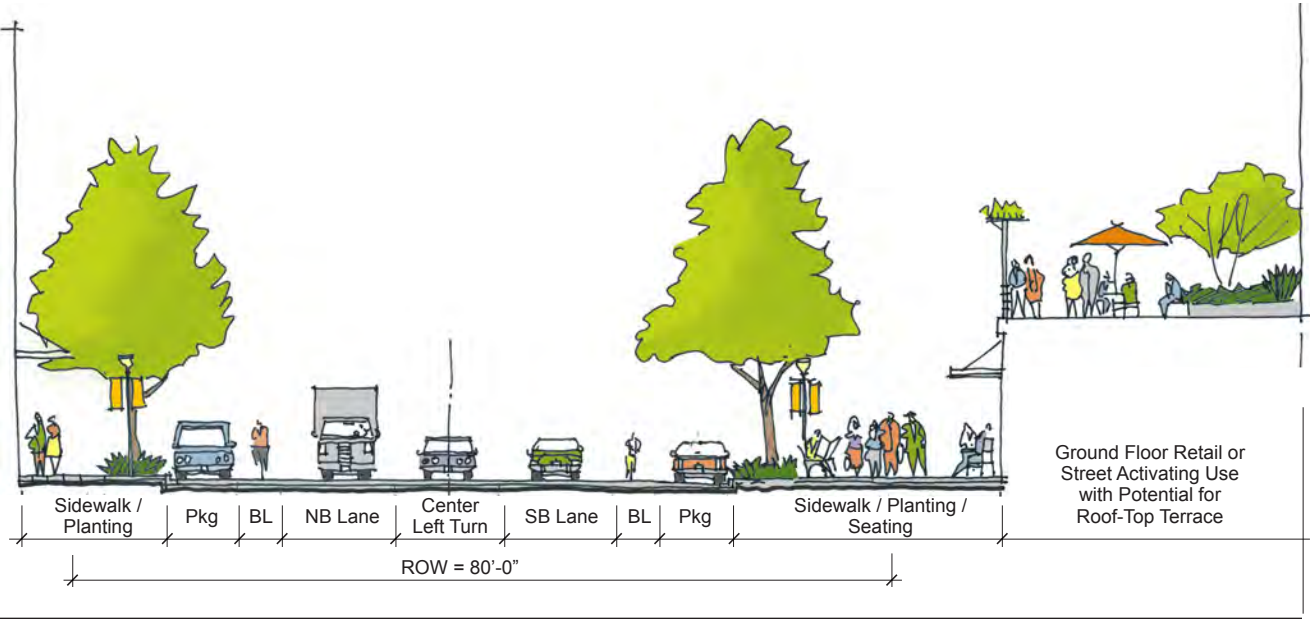 Sidewalk /
Planting
Pkg
BL
NB Lane
Center
Left Turn
SB Lane
BL
Pkg
Sidewalk / Planting /
Seating
Ground Floor Retail or
Street Activating Use
with Potential for
Roof-Top Terrace
ROW = 80’-0”